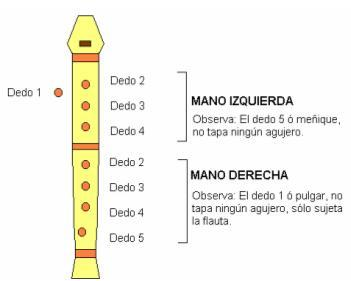 Dedo 1
Dedo 2
Dedo 3
Dedo 4
MANO IZQUIERDA
Observa: El dedo 5 ó meñique,
no tapa ningún agujero.
Dedo 2
Dedo 3
Dedo 4
Dedo 5
MANO DERECHA
Observa: El dedo 1 ó pulgar, no
tapa ningún agujero, sólo sujeta
la flauta.